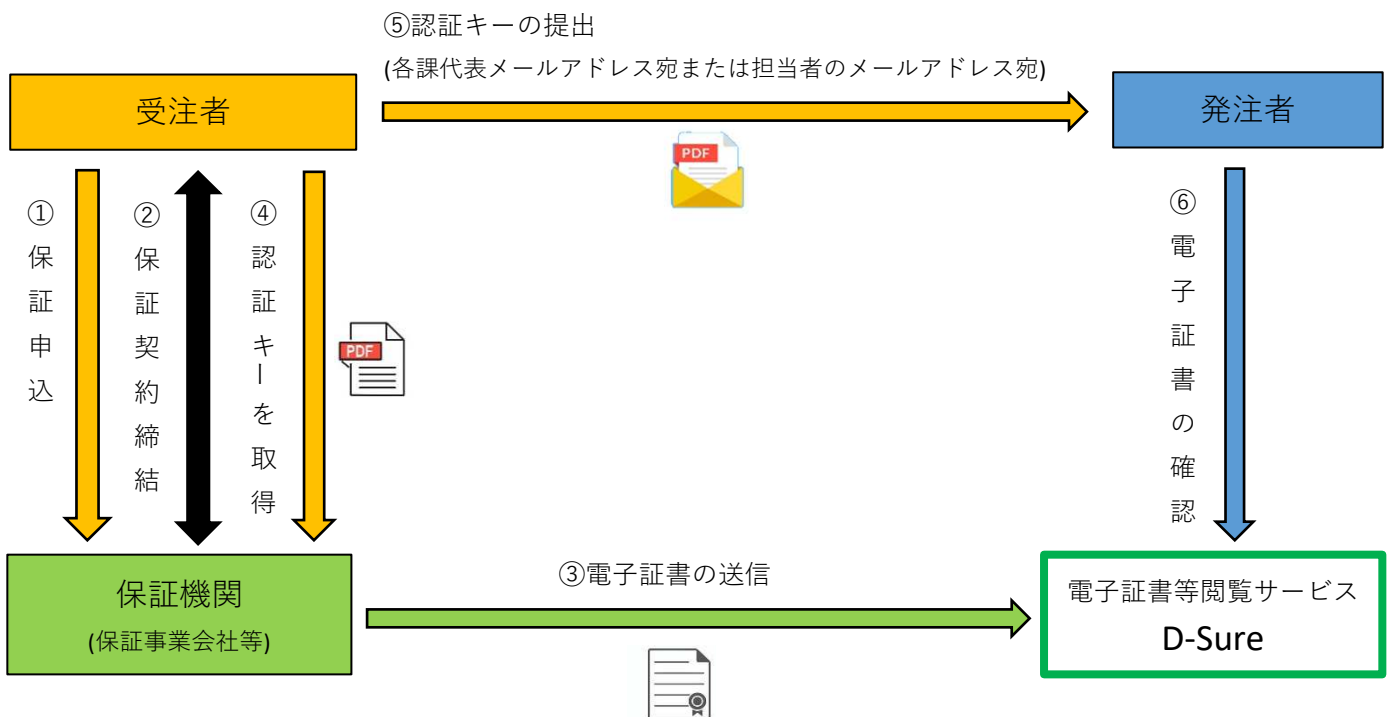 ⑤認証キーの提出
(各課代表メールアドレス宛または担当者のメールアドレス宛)
受注者
発注者
PDF
①保証申込
②保証契約締結
④認証キーを取得
PDF
⑥電子証書の確認
保証機関
(保証事業会社等)
③電子証書の送信
電子証書等閲覧サービス
D-Sure